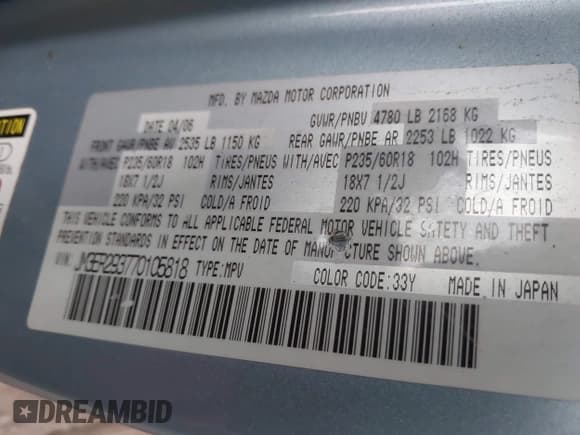 MFD. BY MAZDA MOTOR CORPORATION
DATE 04/06 GVWR/PNBV 4780 LB 2168 KG
FRONT GAWR/PNBE AV 2535 LB 1150 KG REAR GAWR/PNBE AR 2253 LB 1022 KG
WITH/AVEC P235/60R18 102H TIRES/PNEUS WITH/AVEC P235/60R18 102H TIRES/PNEUS
18X7 1/2J RIMS/JANTES 18X7 1/2J RIMS/JANTES
220 KPA/32 PSI COLD/A FROID 220 KPA/32 PSI COLD/A FROID
THIS VEHICLE CONFORMS TO ALL APPLICABLE FEDERAL MOTOR VEHICLE SAFETY AND THEFT
PREVENTION STANDARDS IN EFFECT ON THE DATE OF MANUFACTURE SHOWN ABOVE.
VIN: JM3ER293770105818 TYPE:MPV
COLOR CODE:33Y MADE IN JAPAN
DREAMBID